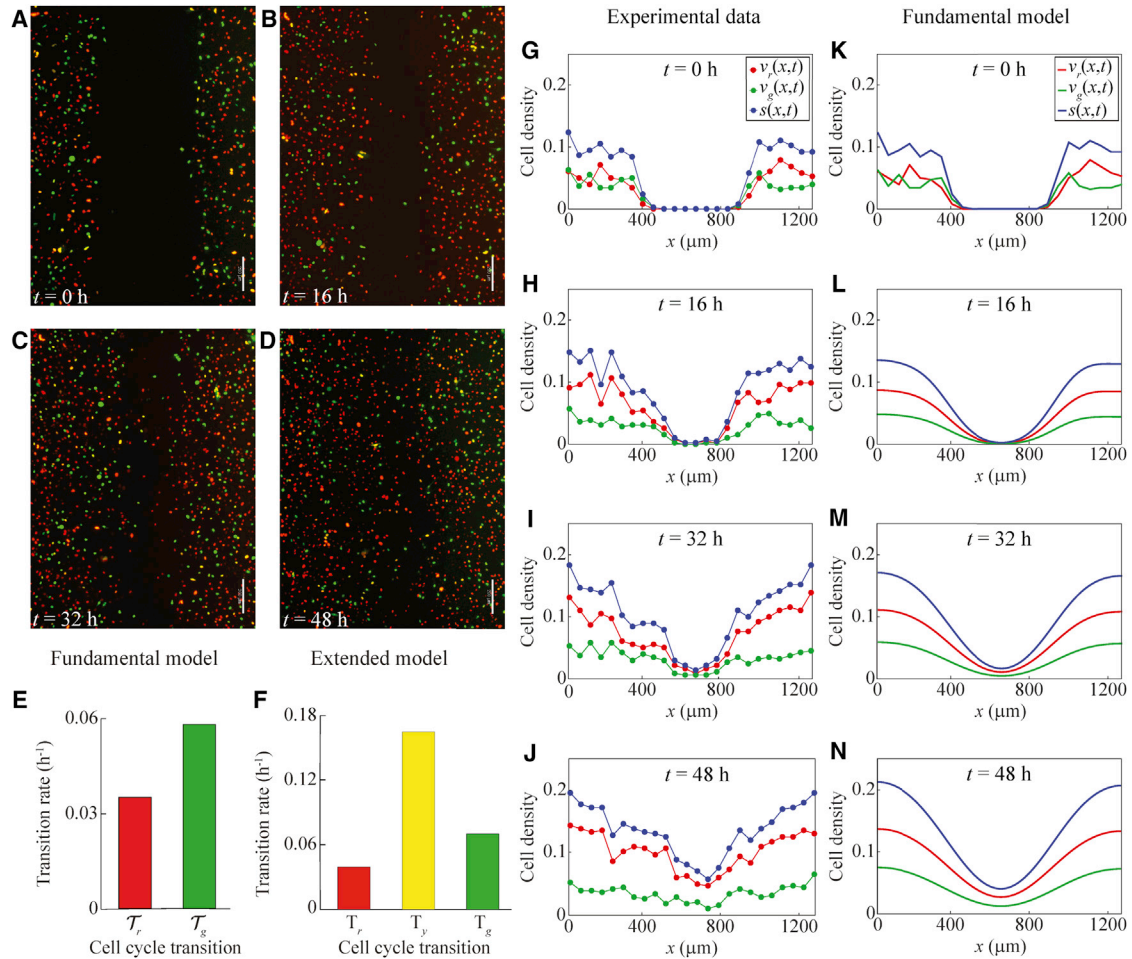 Experimental data
Fundamental model
A
B
t = 0 h
t = 16 h
C
D
t = 32 h
t = 48 h
Fundamental model
Extended model
E
Transition rate (h⁻¹)
0.06
0.03
0
𝒯r
𝒯g
Cell cycle transition
F
Transition rate (h⁻¹)
0.18
0.12
0.06
0
Tr
Ty
Tg
Cell cycle transition
G
t = 0 h
vr(x,t)
vg(x,t)
s(x,t)
Cell density
0.2
0.1
0
0 400 800 1200
x (μm)
K
t = 0 h
vr(x,t)
vg(x,t)
s(x,t)
Cell density
0.2
0.1
0
0 400 800 1200
x (μm)
H
t = 16 h
Cell density
0.2
0.1
0
0 400 800 1200
x (μm)
L
t = 16 h
Cell density
0.2
0.1
0
0 400 800 1200
x (μm)
I
t = 32 h
Cell density
0.2
0.1
0
0 400 800 1200
x (μm)
M
t = 32 h
Cell density
0.2
0.1
0
0 400 800 1200
x (μm)
J
t = 48 h
Cell density
0.2
0.1
0
0 400 800 1200
x (μm)
N
t = 48 h
Cell density
0.2
0.1
0
0 400 800 1200
x (μm)